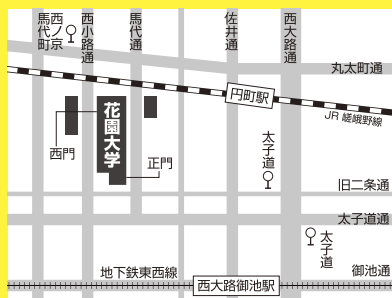 西ノ京
馬代町
西小路通
馬代通
佐井通
西大路通
丸太町通
円町駅
JR 嵯峨野線
花園大学
西門
正門
太子道
旧二条通
太子道通
太子道
御池通
地下鉄東西線
西大路御池駅